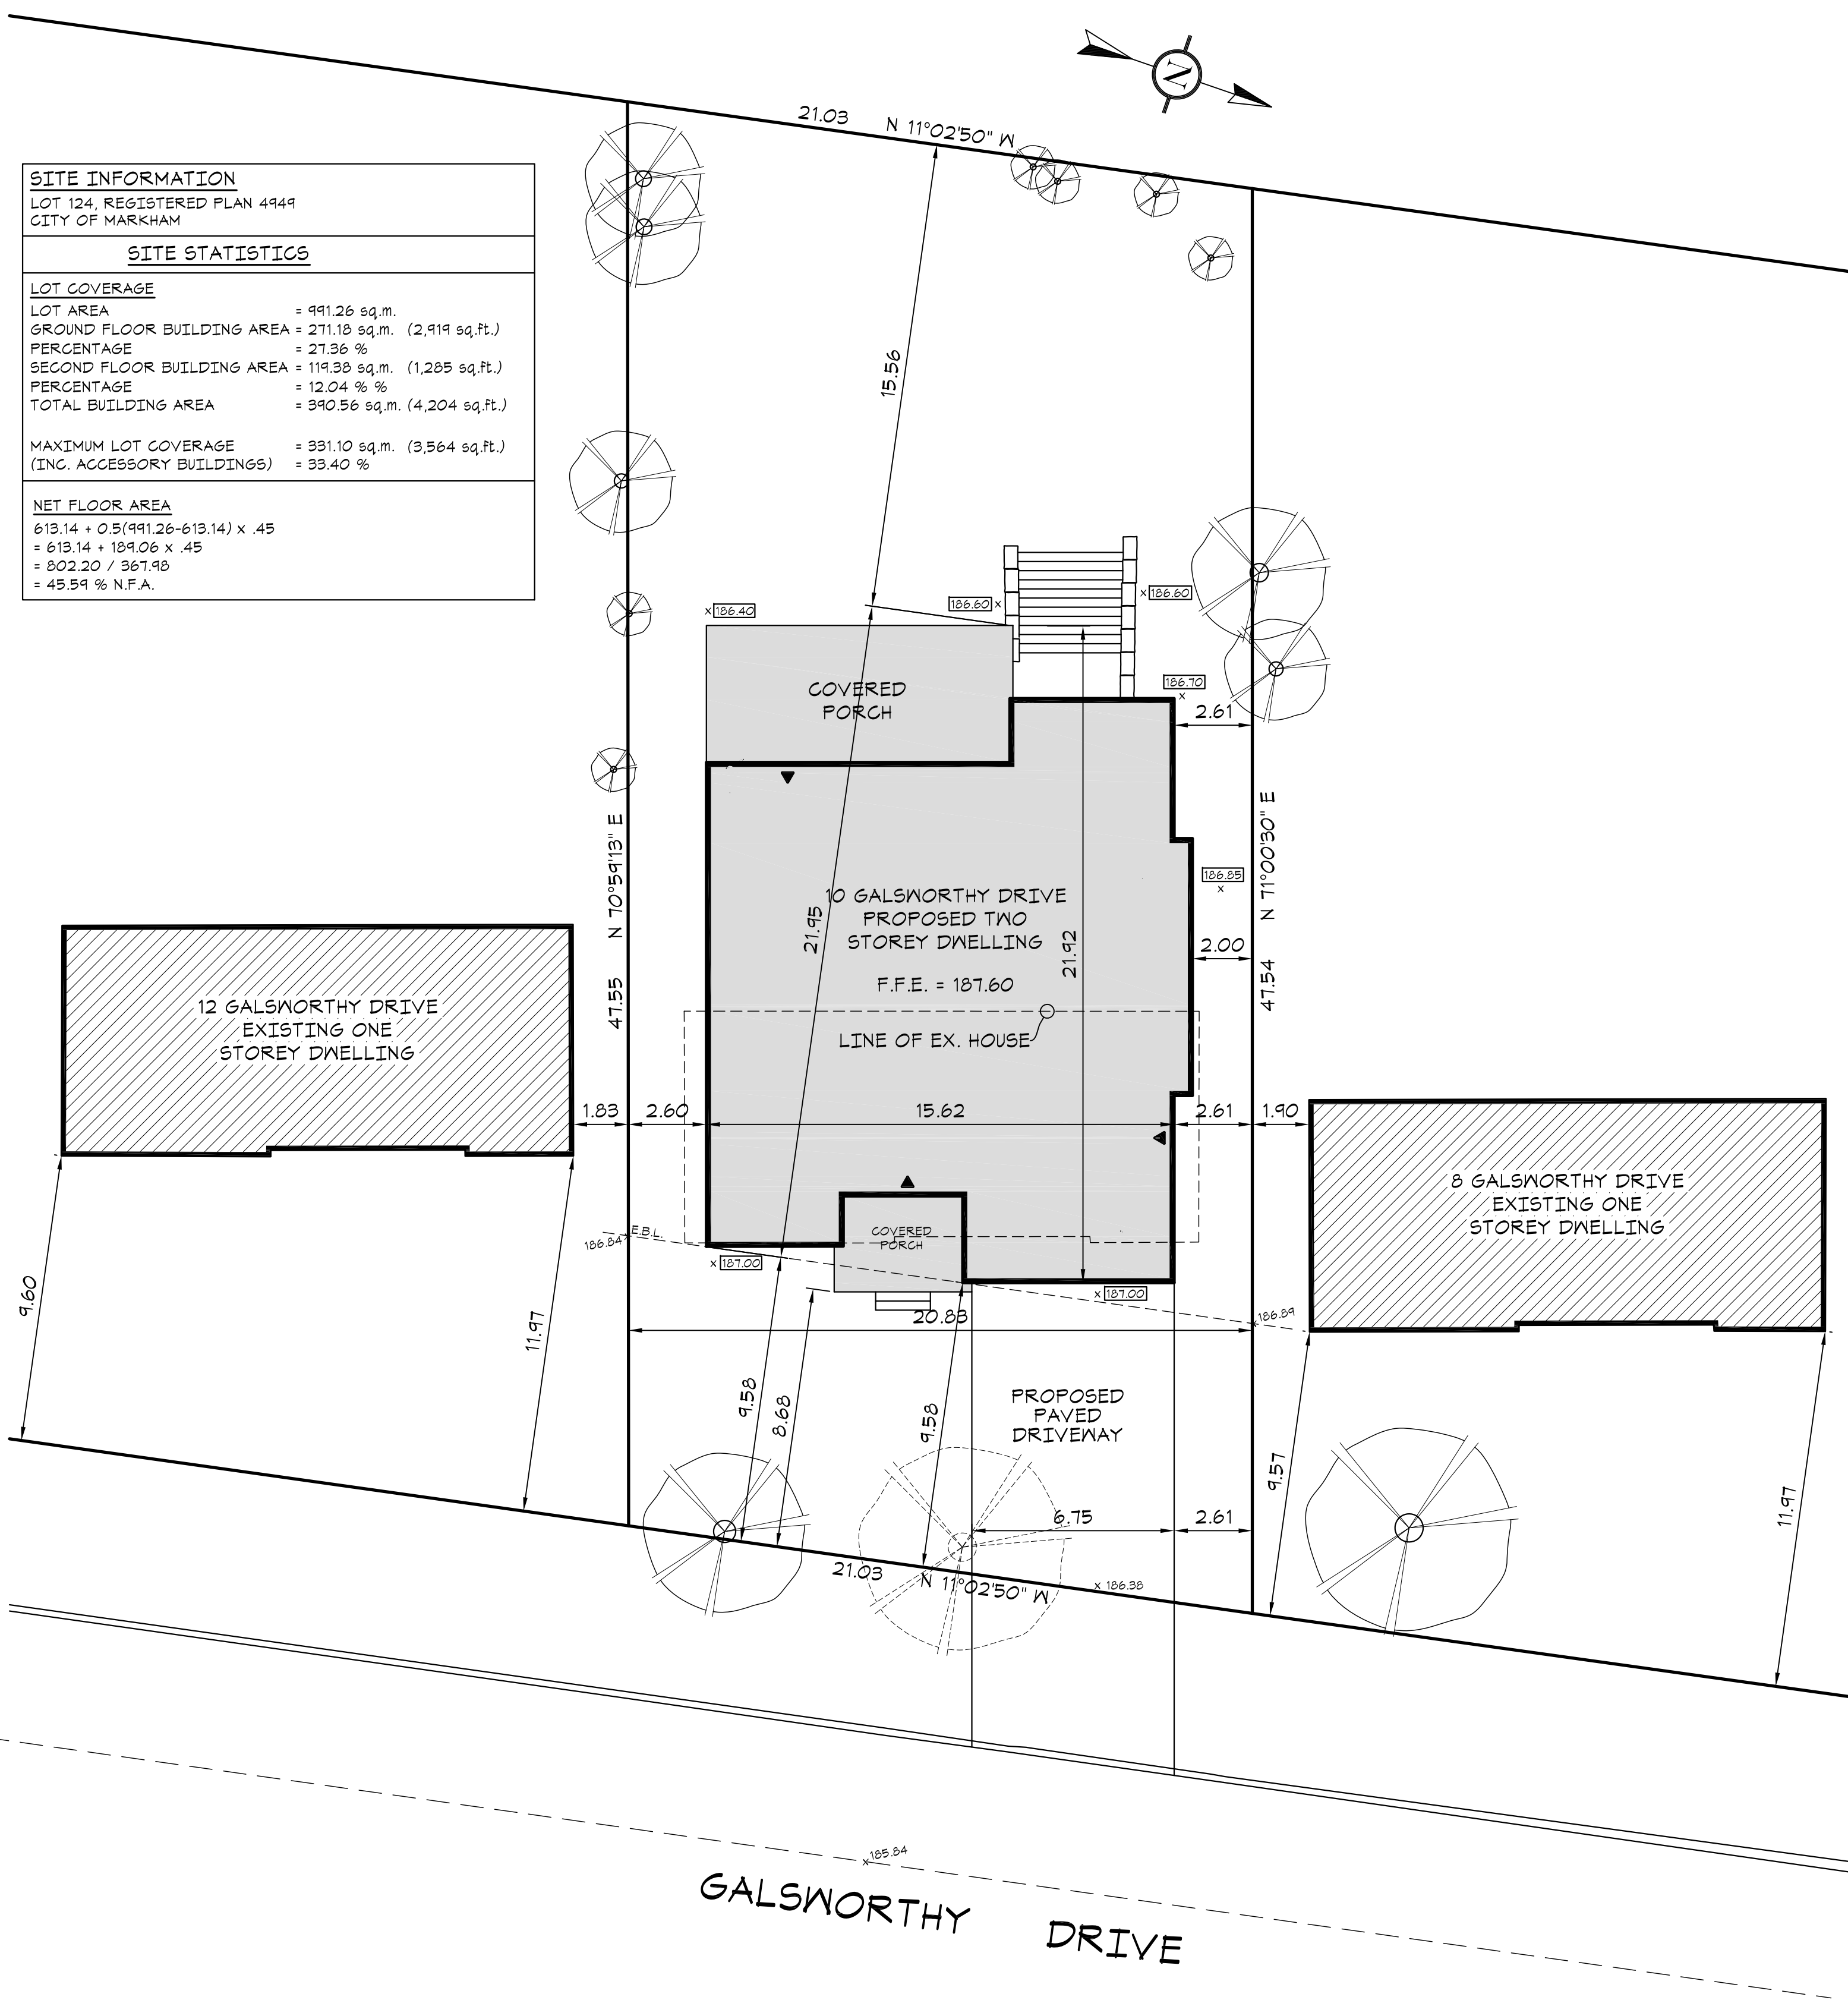 N
21.03
N 11°02'50" W
SITE INFORMATION
LOT 124, REGISTERED PLAN 4949
CITY OF MARKHAM
SITE STATISTICS
LOT COVERAGE
LOT AREA = 991.26 sq.m.
GROUND FLOOR BUILDING AREA = 271.18 sq.m. (2,919 sq.ft.)
PERCENTAGE = 27.36 %
SECOND FLOOR BUILDING AREA = 119.38 sq.m. (1,285 sq.ft.)
PERCENTAGE = 12.04 % %
TOTAL BUILDING AREA = 390.56 sq.m. (4,204 sq.ft.)
MAXIMUM LOT COVERAGE = 331.10 sq.m. (3,564 sq.ft.)
(INC. ACCESSORY BUILDINGS) = 33.40 %
NET FLOOR AREA
613.14 + 0.5(991.26-613.14) x .45
= 613.14 + 189.06 x .45
= 802.20 / 367.98
= 45.59 % N.F.A.
15.56
x 186.40
186.60 x
x 186.60
186.70
x
2.61
COVERED
PORCH
N 70°59'13" E
47.55
N 71°00'30" E
47.54
186.85
x
2.00
10 GALSWORTHY DRIVE
PROPOSED TWO
STOREY DWELLING
F.F.E. = 187.60
LINE OF EX. HOUSE
21.95
21.92
12 GALSWORTHY DRIVE
EXISTING ONE
STOREY DWELLING
1.83
2.60
15.62
2.61
1.90
8 GALSWORTHY DRIVE
EXISTING ONE
STOREY DWELLING
COVERED
PORCH
E.B.L.
186.84 x
x 187.00
x 187.00
x 186.89
20.83
9.60
11.97
9.58
8.68
9.58
PROPOSED
PAVED
DRIVEWAY
9.57
11.97
6.75
2.61
21.03
N 11°02'50" W
x 186.38
x 185.84
GALSWORTHY DRIVE